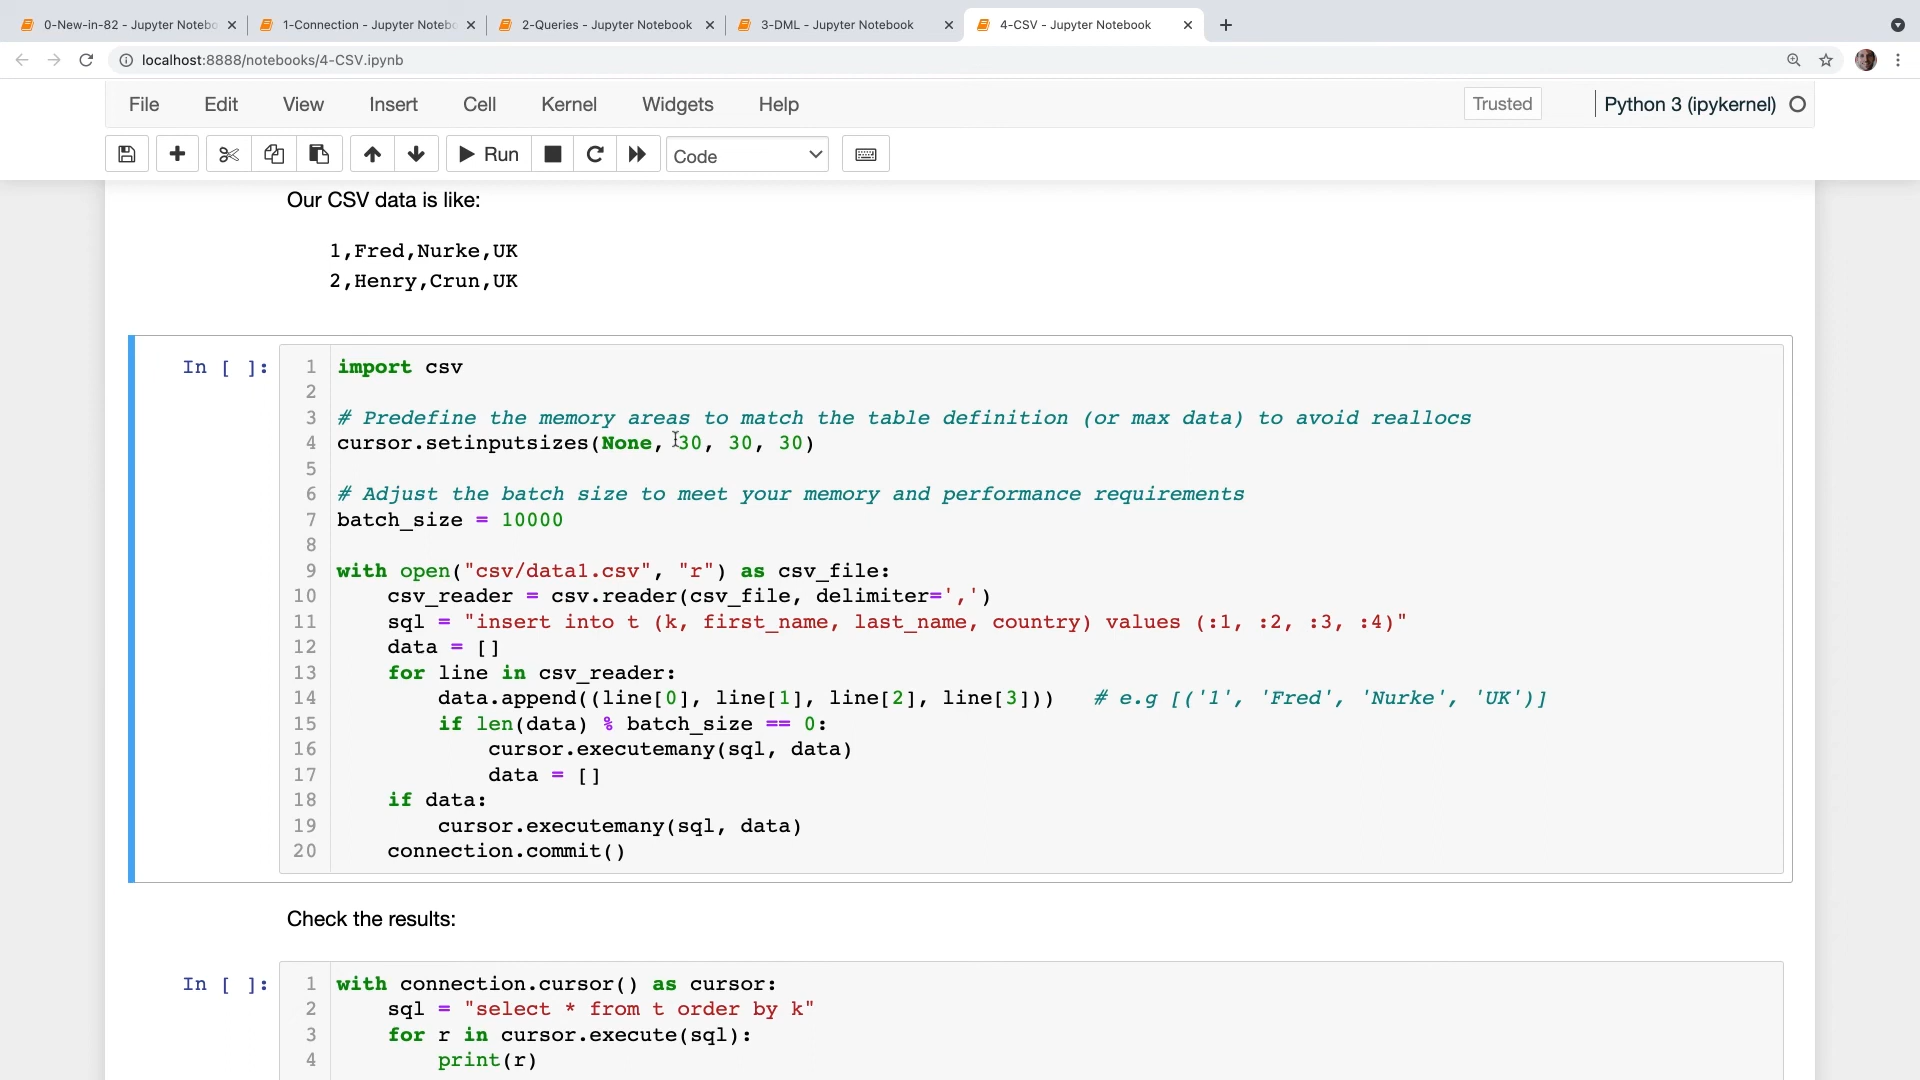 0-New-in-82 - Jupyter Notebo
1-Connection - Jupyter Notebo
2-Queries - Jupyter Notebook
3-DML - Jupyter Notebook
4-CSV - Jupyter Notebook
localhost:8888/notebooks/4-CSV.ipynb
File Edit View Insert Cell Kernel Widgets Help Trusted Python 3 (ipykernel)
Run Code
Our CSV data is like:
1,Fred,Nurke,UK
2,Henry,Crun,UK
In [ ]: 1 import csv
2
3 # Predefine the memory areas to match the table definition (or max data) to avoid reallocs
4 cursor.setinputsizes(None, 30, 30, 30)
5
6 # Adjust the batch size to meet your memory and performance requirements
7 batch_size = 10000
8
9 with open("csv/data1.csv", "r") as csv_file:
10 csv_reader = csv.reader(csv_file, delimiter=',')
11 sql = "insert into t (k, first_name, last_name, country) values (:1, :2, :3, :4)"
12 data = []
13 for line in csv_reader:
14 data.append((line[0], line[1], line[2], line[3])) # e.g [('1', 'Fred', 'Nurke', 'UK')]
15 if len(data) % batch_size == 0:
16 cursor.executemany(sql, data)
17 data = []
18 if data:
19 cursor.executemany(sql, data)
20 connection.commit()
Check the results:
In [ ]: 1 with connection.cursor() as cursor:
2 sql = "select * from t order by k"
3 for r in cursor.execute(sql):
4 print(r)